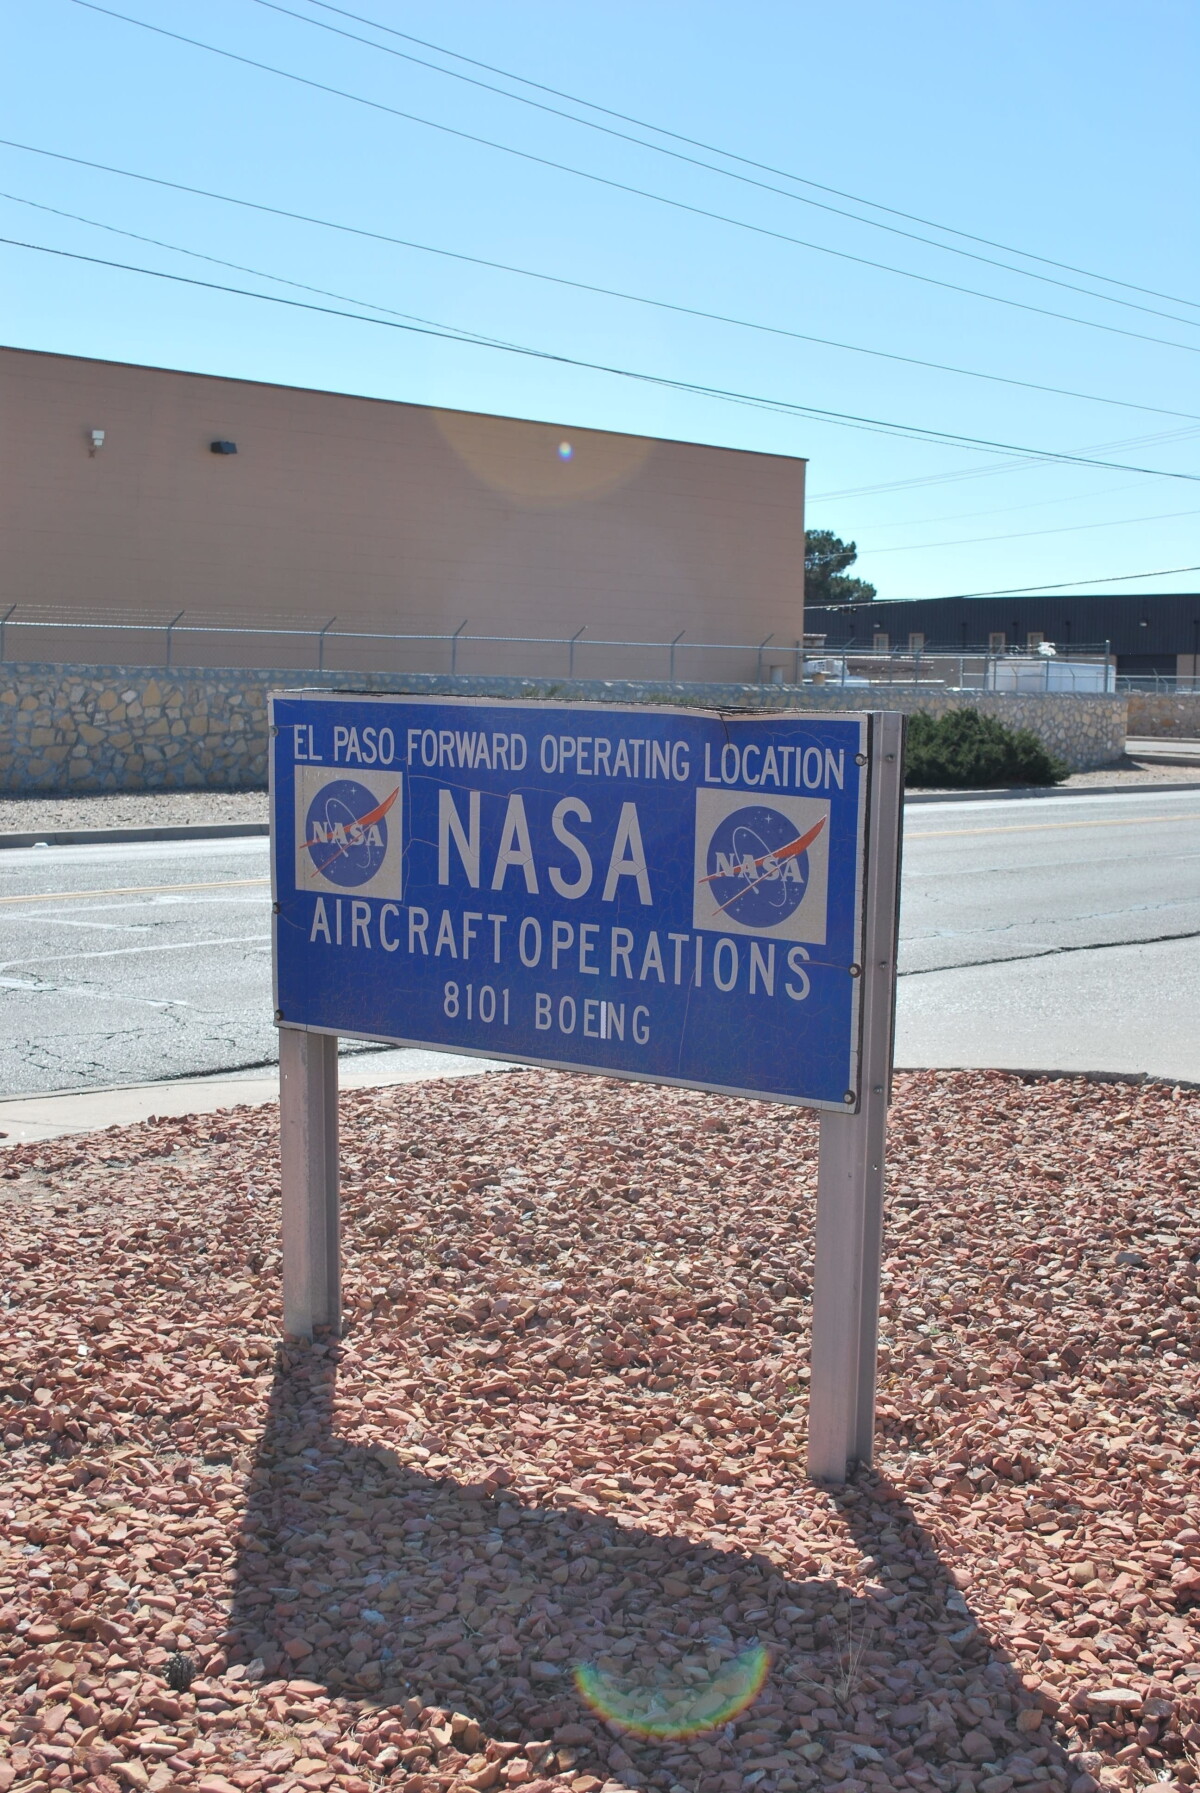 EL PASO FORWARD OPERATING LOCATION
NASA NASA NASA
AIRCRAFT OPERATIONS
8101 BOEING